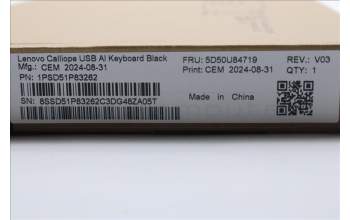 Lenovo Calliope USB AI Keyboard Black
Mfg.: CEM 2024-08-31
PN: 1PSD51P83262
SN: 8SSD51P83262C3DG48ZA05T
FRU: 5D50U84719
Print: CEM 2024-08-31
REV.: V03
QTY: 1
Made in China